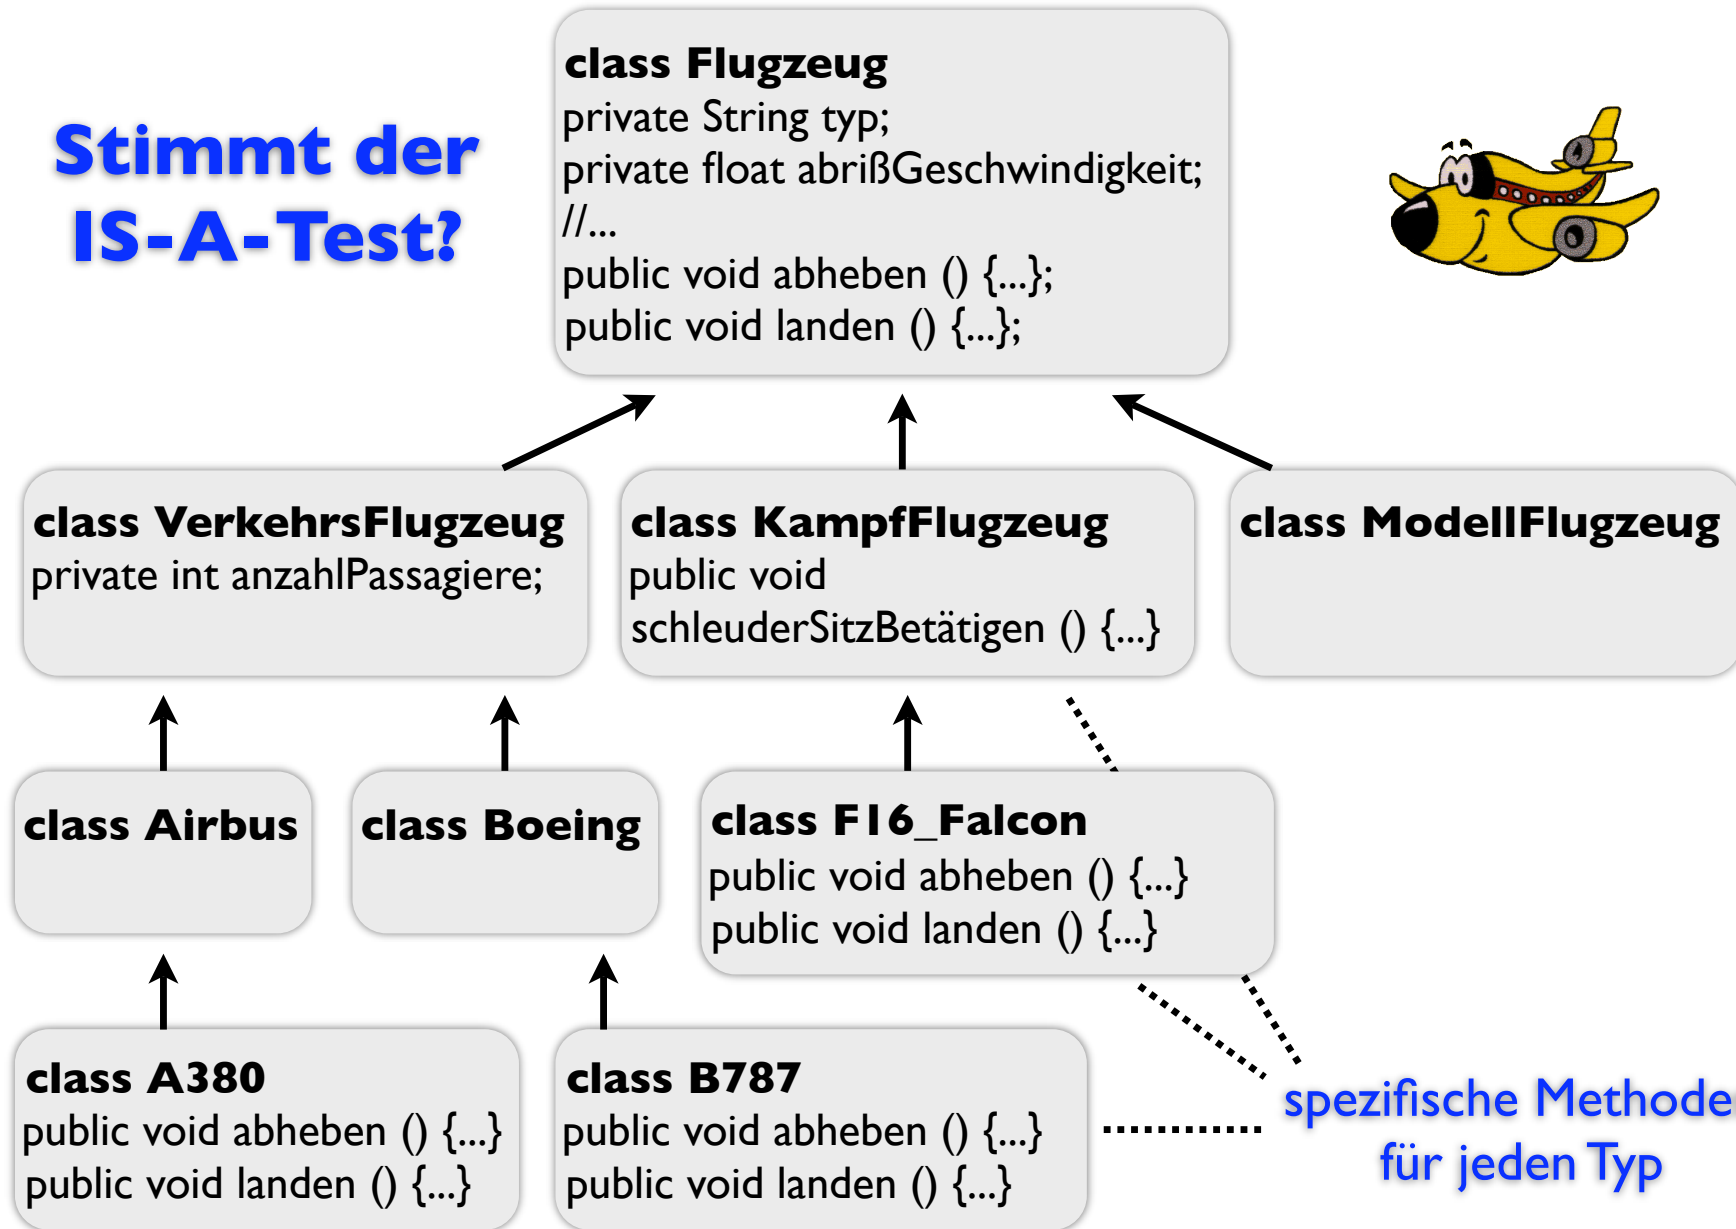 Stimmt der
IS-A-Test?
class Flugzeug
private String typ;
private float abrißGeschwindigkeit;
//...
public void abheben () {...};
public void landen () {...};
class VerkehrsFlugzeug
private int anzahlPassagiere;
class KampfFlugzeug
public void
schleuderSitzBetätigen () {...}
class ModellFlugzeug
class Airbus
class Boeing
class F16_Falcon
public void abheben () {...}
public void landen () {...}
class A380
public void abheben () {...}
public void landen () {...}
class B787
public void abheben () {...}
public void landen () {...}
spezifische Methode
für jeden Typ